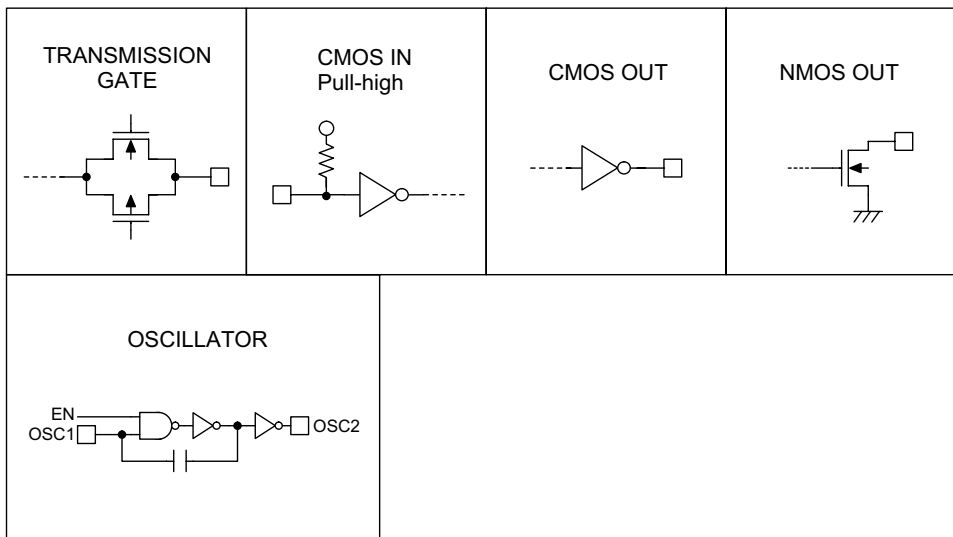 TRANSMISSION
GATE
CMOS IN
Pull-high
CMOS OUT
NMOS OUT
OSCILLATOR
EN
OSC1
OSC2